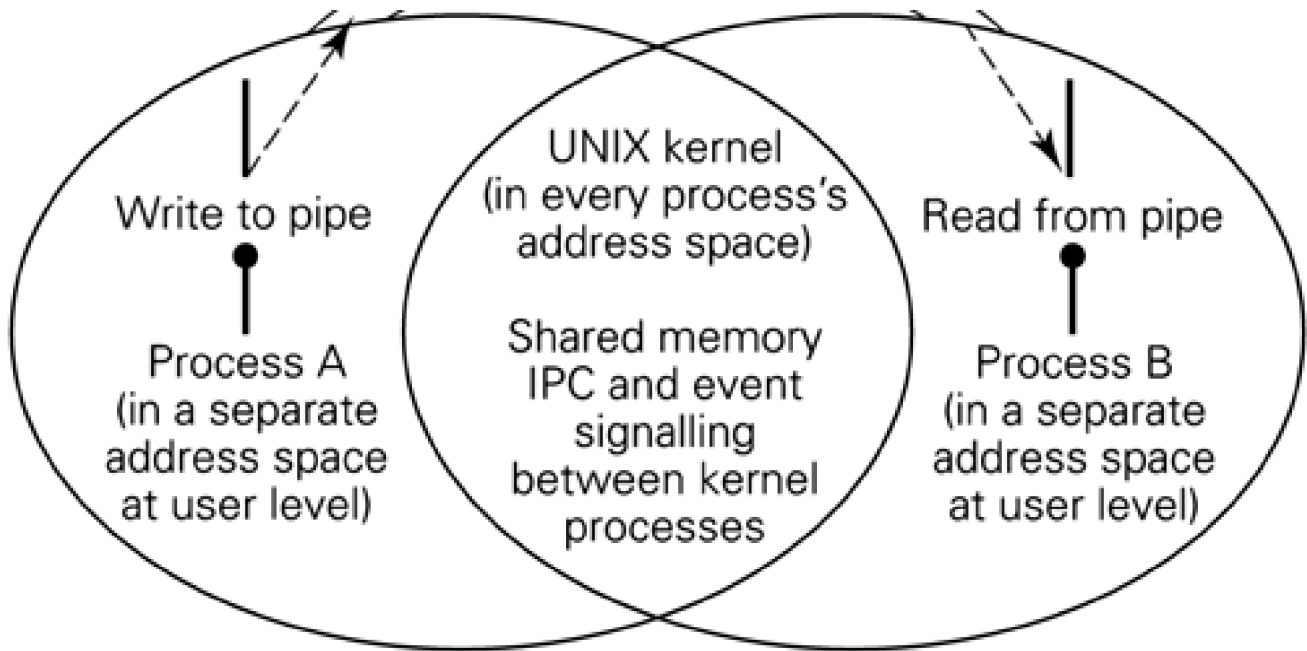 Write to pipe
Process A
(in a separate
address space
at user level)
UNIX kernel
(in every process’s
address space)
Shared memory
IPC and event
signalling
between kernel
processes
Read from pipe
Process B
(in a separate
address space
at user level)